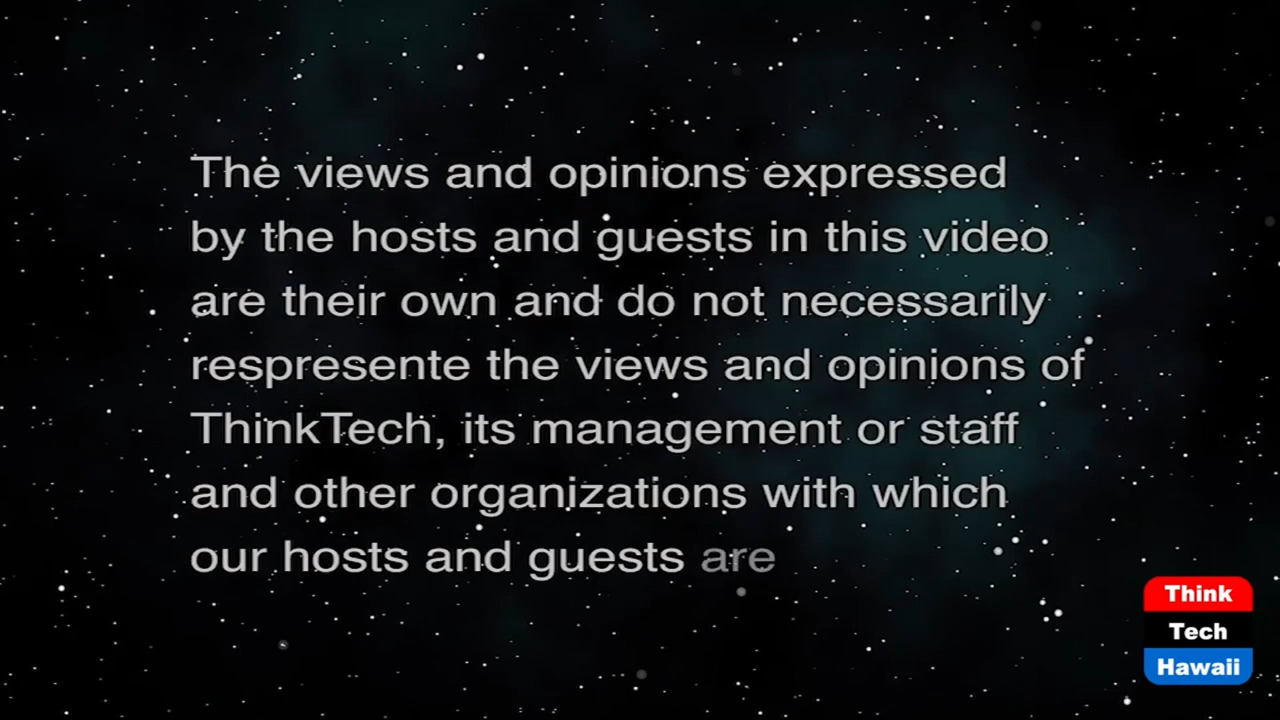 The views and opinions expressed
by the hosts and guests in this video
are their own and do not necessarily
respresente the views and opinions of
ThinkTech, its management or staff
and other organizations with which
our hosts and guests are
Think
Tech
Hawaii